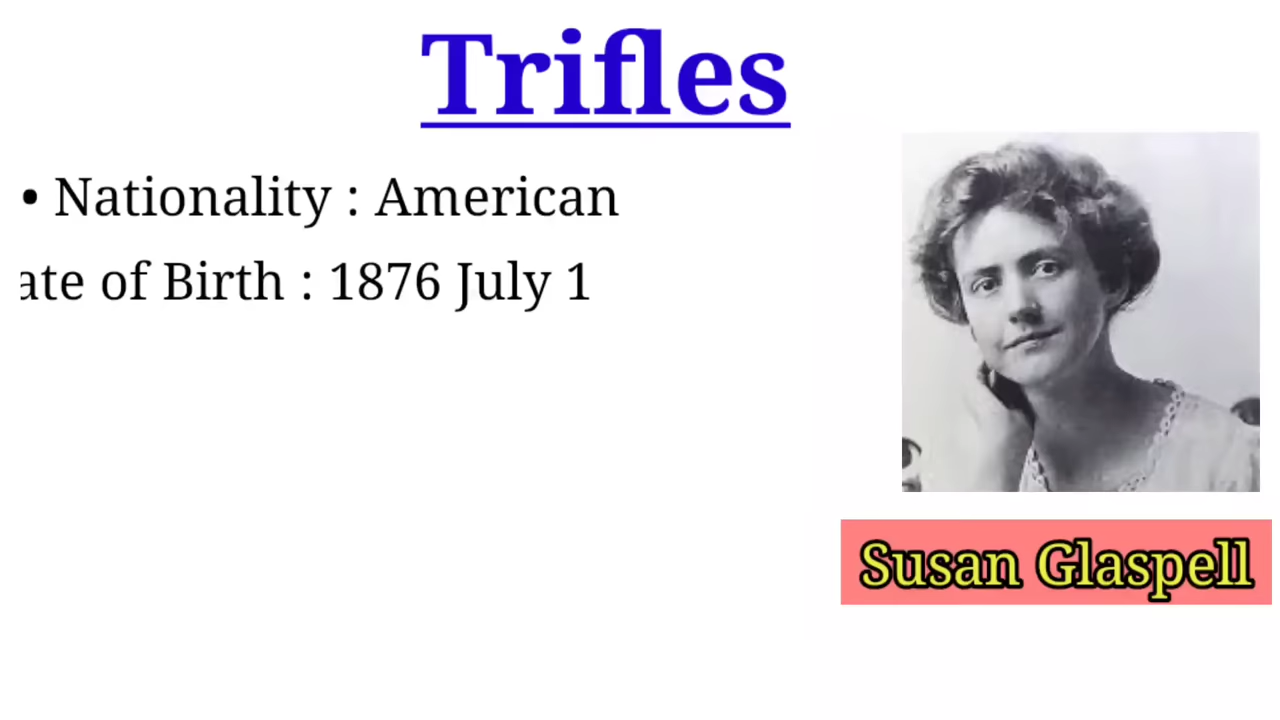 Trifles
• Nationality : American
ate of Birth : 1876 July 1
Susan Glaspell